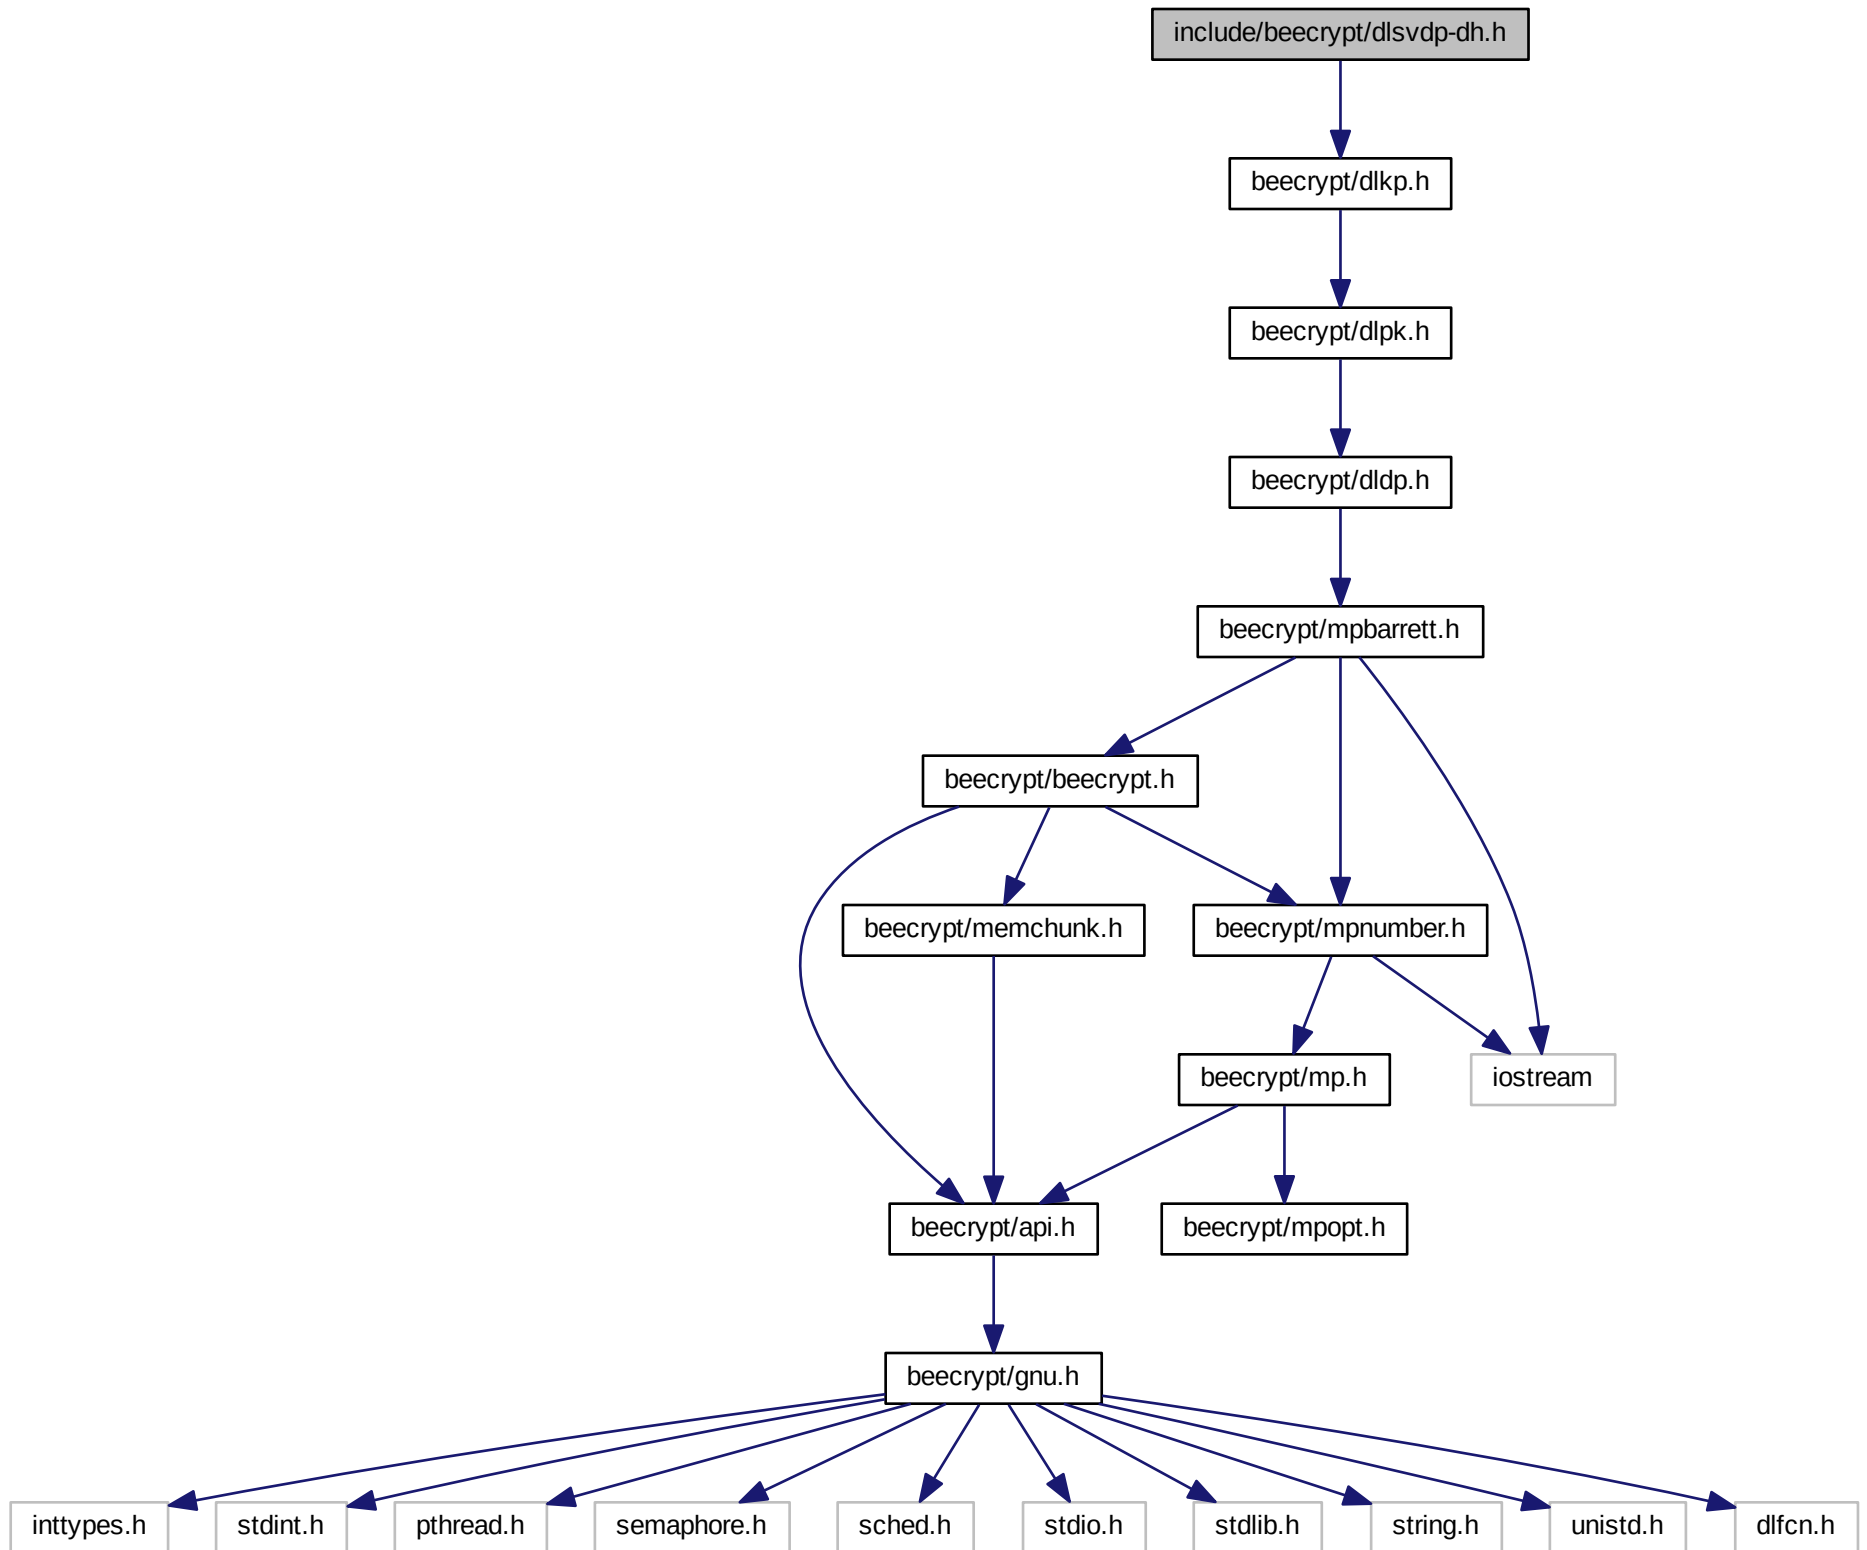 include/beecrypt/dlsvdp-dh.h
beecrypt/dlkp.h
beecrypt/dlpk.h
beecrypt/dldp.h
beecrypt/mpbarrett.h
beecrypt/beecrypt.h
beecrypt/memchunk.h
beecrypt/mpnumber.h
beecrypt/mp.h
iostream
beecrypt/api.h
beecrypt/mpopt.h
beecrypt/gnu.h
inttypes.h
stdint.h
pthread.h
semaphore.h
sched.h
stdio.h
stdlib.h
string.h
unistd.h
dlfcn.h